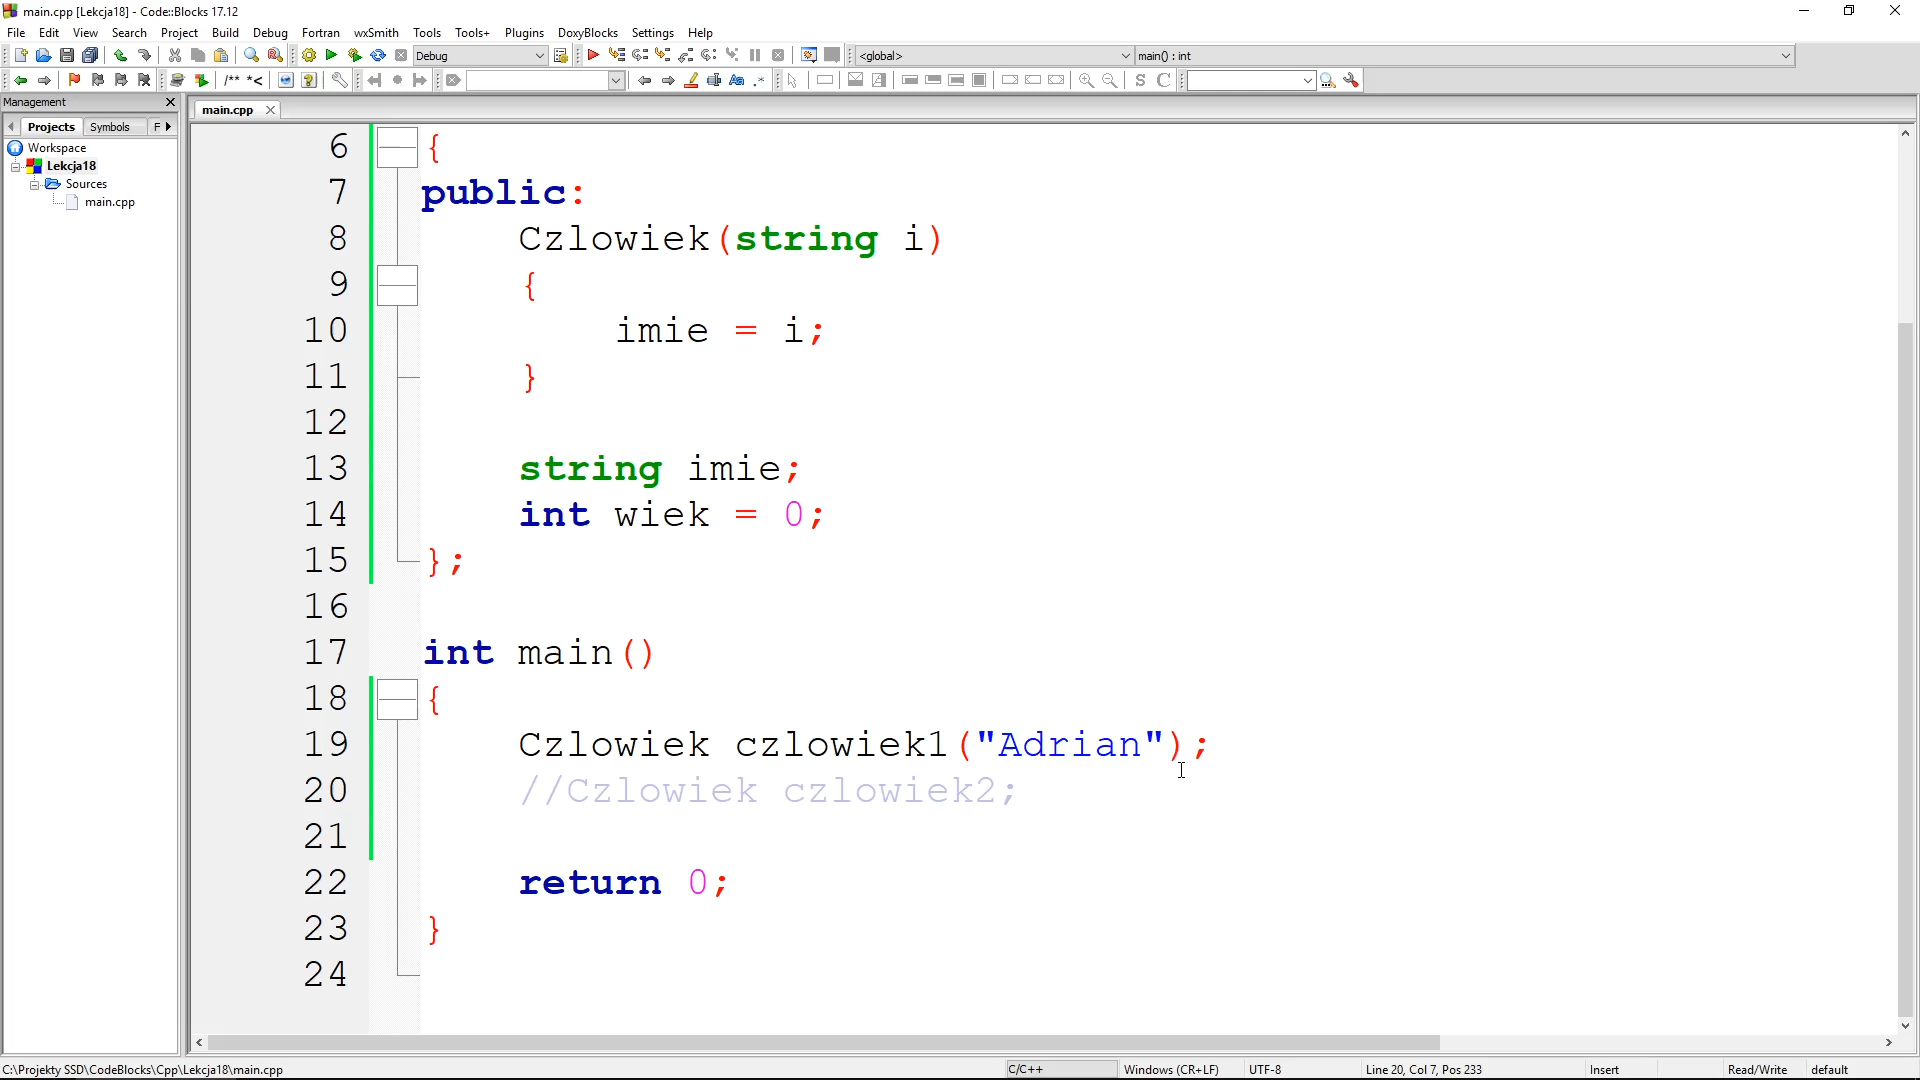 main.cpp [Lekcja18] - Code::Blocks 17.12
File Edit View Search Project Build Debug Fortran wxSmith Tools Tools+ Plugins DoxyBlocks Settings Help
Debug <global> main() : int
/** *<
Management
main.cpp
Projects Symbols F
Workspace
Lekcja18
Sources
main.cpp
6 {
7 public:
8 Czlowiek(string i)
9 {
10 imie = i;
11 }
12
13 string imie;
14 int wiek = 0;
15 };
16
17 int main()
18 {
19 Czlowiek czlowiek1("Adrian");
20 //Czlowiek czlowiek2;
21
22 return 0;
23 }
24
C:\Projekty SSD\CodeBlocks\Cpp\Lekcja18\main.cpp C/C++ Windows (CR+LF) UTF-8 Line 20, Col 7, Pos 233 Insert Read/Write default